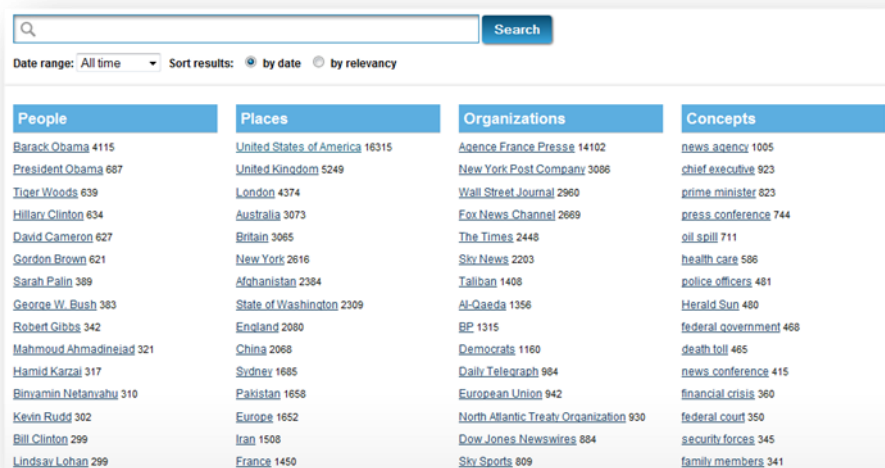 Search
Date range: All time Sort results: by date by relevancy
People Places Organizations Concepts
Barack Obama 4115 United States of America 16315 Agence France Presse 14102 news agency 1005
President Obama 687 United Kingdom 5249 New York Post Company 3086 chief executive 923
Tiger Woods 639 London 4374 Wall Street Journal 2960 prime minister 823
Hillary Clinton 634 Australia 3073 Fox News Channel 2669 press conference 744
David Cameron 627 Britain 3065 The Times 2448 oil spill 711
Gordon Brown 621 New York 2616 Sky News 2203 health care 586
Sarah Palin 389 Afghanistan 2384 Taliban 1408 police officers 481
George W. Bush 383 State of Washington 2309 Al-Qaeda 1356 Herald Sun 480
Robert Gibbs 342 England 2080 BP 1315 federal government 468
Mahmoud Ahmadinejad 321 China 2068 Democrats 1160 death toll 465
Hamid Karzai 317 Sydney 1685 Daily Telegraph 984 news conference 415
Binyamin Netanyahu 310 Pakistan 1658 European Union 942 financial crisis 360
Kevin Rudd 302 Europe 1652 North Atlantic Treaty Organization 930 federal court 350
Bill Clinton 299 Iran 1508 Dow Jones Newswires 884 security forces 345
Lindsay Lohan 299 France 1450 Sky Sports 809 family members 341